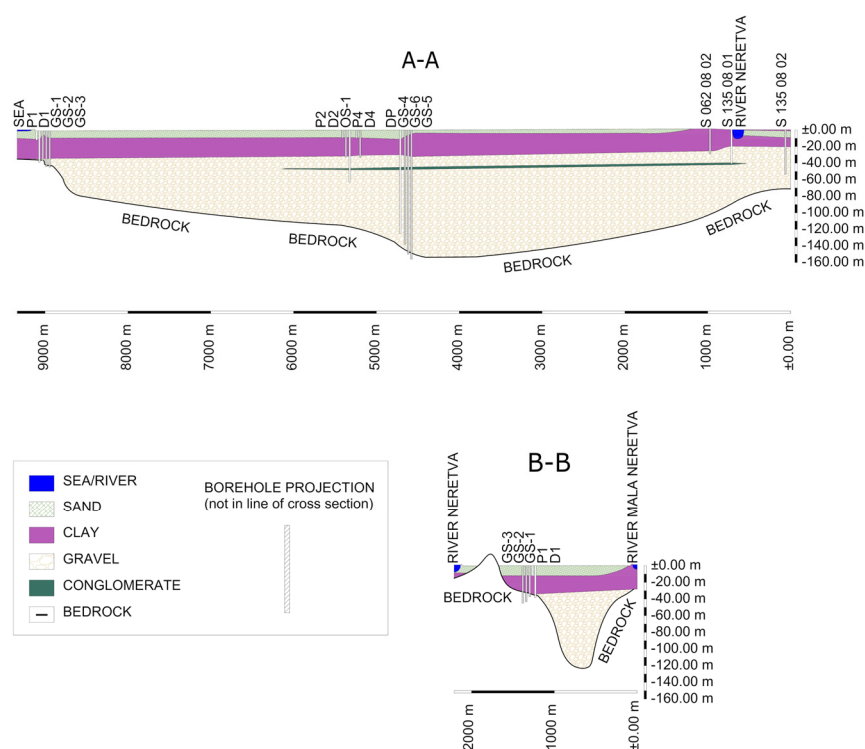 A-A
SEA
P1
D1
GS-1
GS-2
GS-3
P2
D2
OS-1
P4
D4
DP
GS-4
GS-6
GS-5
S 062 08 02
S 135 08 01
RIVER NERETVA
S 135 08 02
±0.00 m
-20.00 m
-40.00 m
-60.00 m
-80.00 m
-100.00 m
-120.00 m
-140.00 m
-160.00 m
BEDROCK
BEDROCK
BEDROCK
BEDROCK
9000 m
8000 m
7000 m
6000 m
5000 m
4000 m
3000 m
2000 m
1000 m
±0.00 m
SEA/RIVER
SAND
CLAY
GRAVEL
CONGLOMERATE
BEDROCK
BOREHOLE PROJECTION
(not in line of cross section)
B-B
RIVER NERETVA
GS-3
GS-2
GS-1
P1
D1
RIVER MALA NERETVA
±0.00 m
-20.00 m
-40.00 m
-60.00 m
-80.00 m
-100.00 m
-120.00 m
-140.00 m
-160.00 m
BEDROCK
BEDROCK
2000 m
1000 m
±0.00 m